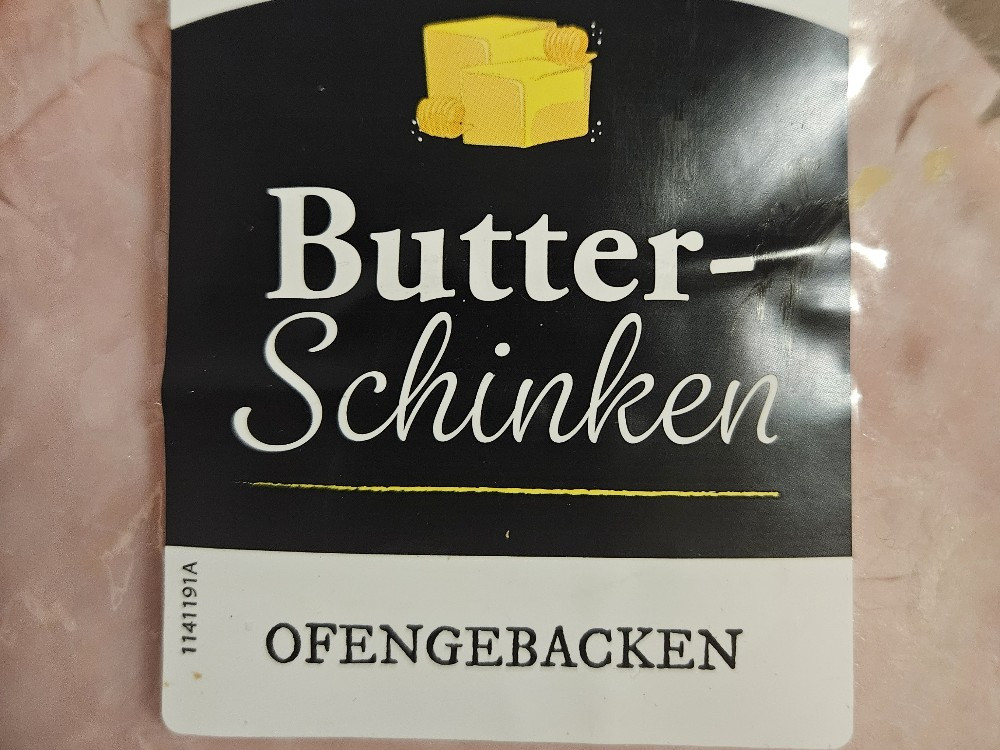 Butter-
Schinken
1141191A
OFENGEBACKEN